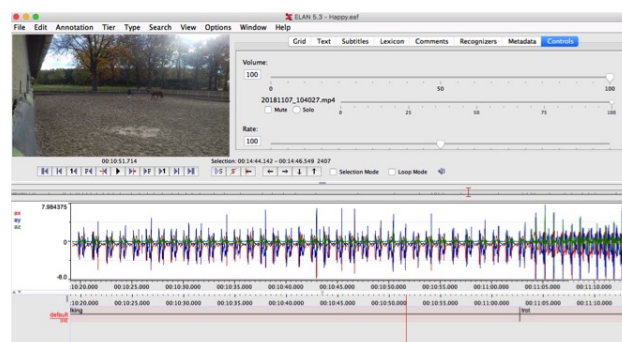 ELAN 5.3 - Happy.eaf
File Edit Annotation Tier Type Search View Options Window Help
Grid Text Subtitles Lexicon Comments Recognizers Metadata Controls
Volume:
100
0 50 100
20181107_104027.mp4
Mute Solo
0 25 50 75 100
Rate:
100
00:10:51.714 Selection: 00:14:44.142 - 00:14:46.549 2407
Selection Mode Loop Mode
7.984375
ax
ay
az
0
-8.0
:10:20.000 00:10:25.000 00:10:30.000 00:10:35.000 00:10:40.000 00:10:45.000 00:10:50.000 00:10:55.000 00:11:00.000 00:11:05.000 00:11:10.000
:10:20.000 00:10:25.000 00:10:30.000 00:10:35.000 00:10:40.000 00:10:45.000 00:10:50.000 00:10:55.000 00:11:00.000 00:11:05.000 00:11:10.000
default lking